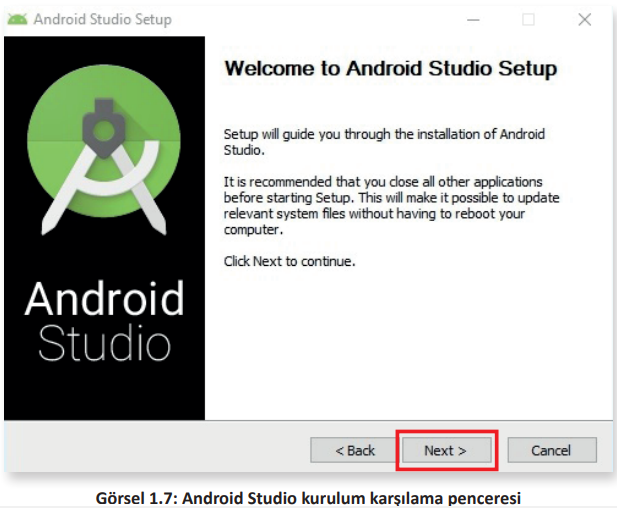 Android Studio Setup
Welcome to Android Studio Setup
Setup will guide you through the installation of Android
Studio.
It is recommended that you close all other applications
before starting Setup. This will make it possible to update
relevant system files without having to reboot your
computer.
Click Next to continue.
Android
Studio
< Back
Next >
Cancel
Görsel 1.7: Android Studio kurulum karşılama penceresi